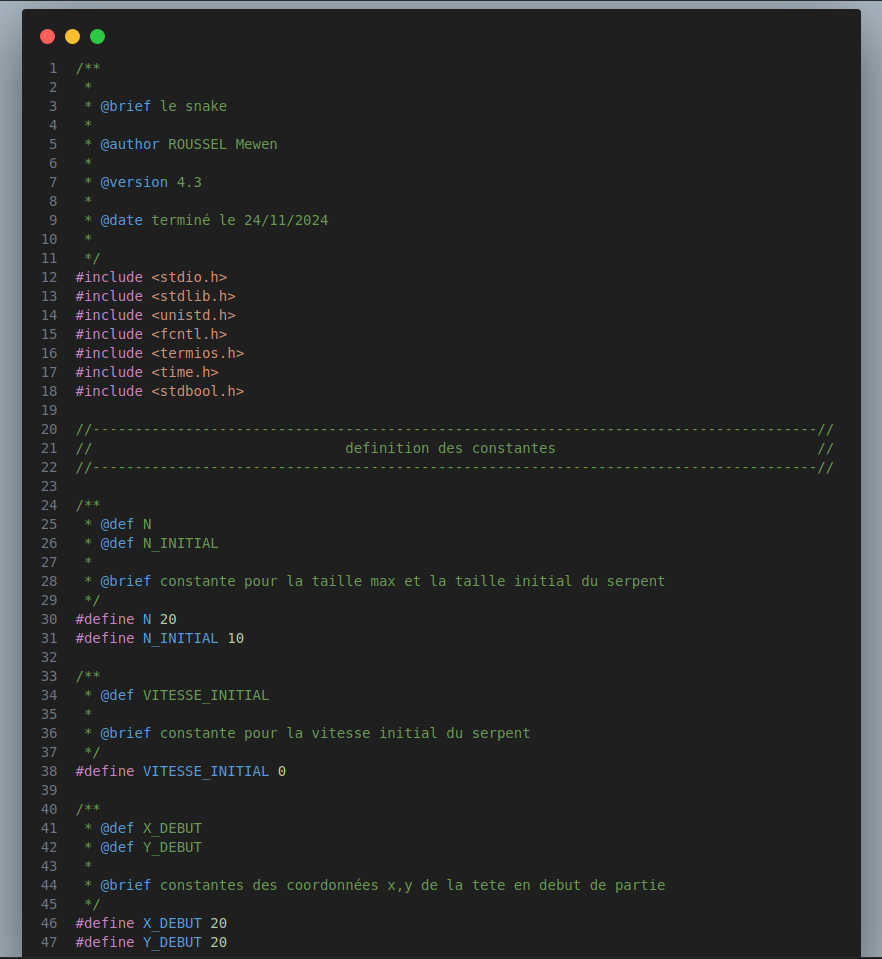 1 /**
2  *
3  * @brief le snake
4  *
5  * @author ROUSSEL Mewen
6  *
7  * @version 4.3
8  *
9  * @date terminé le 24/11/2024
10  *
11  */
12 #include <stdio.h>
13 #include <stdlib.h>
14 #include <unistd.h>
15 #include <fcntl.h>
16 #include <termios.h>
17 #include <time.h>
18 #include <stdbool.h>
19
20 //--------------------------------------------------------------------------------------//
21 //                              definition des constantes                               //
22 //--------------------------------------------------------------------------------------//
23
24 /**
25  * @def N
26  * @def N_INITIAL
27  *
28  * @brief constante pour la taille max et la taille initial du serpent
29  */
30 #define N 20
31 #define N_INITIAL 10
32
33 /**
34  * @def VITESSE_INITIAL
35  *
36  * @brief constante pour la vitesse initial du serpent
37  */
38 #define VITESSE_INITIAL 0
39
40 /**
41  * @def X_DEBUT
42  * @def Y_DEBUT
43  *
44  * @brief constantes des coordonnées x,y de la tete en debut de partie
45  */
46 #define X_DEBUT 20
47 #define Y_DEBUT 20